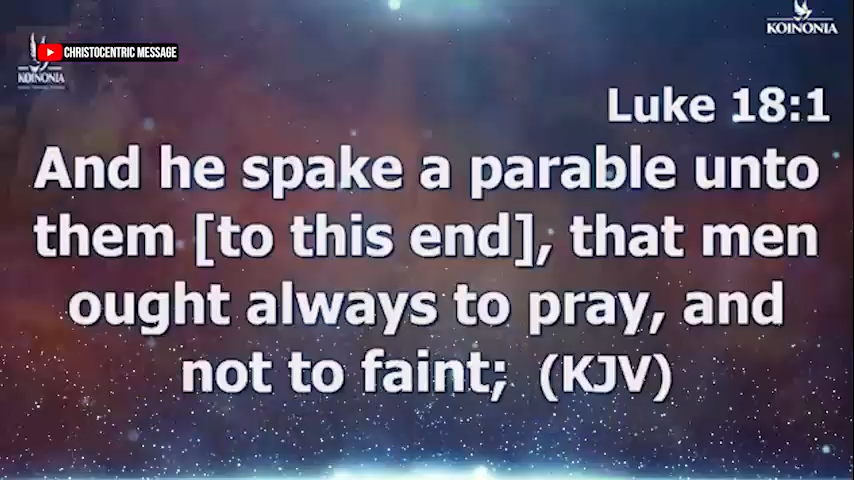 CHRISTOCENTRIC MESSAGE
KOINONIA
KOINONIA
Luke 18:1
And he spake a parable unto
them [to this end], that men
ought always to pray, and
not to faint; (KJV)